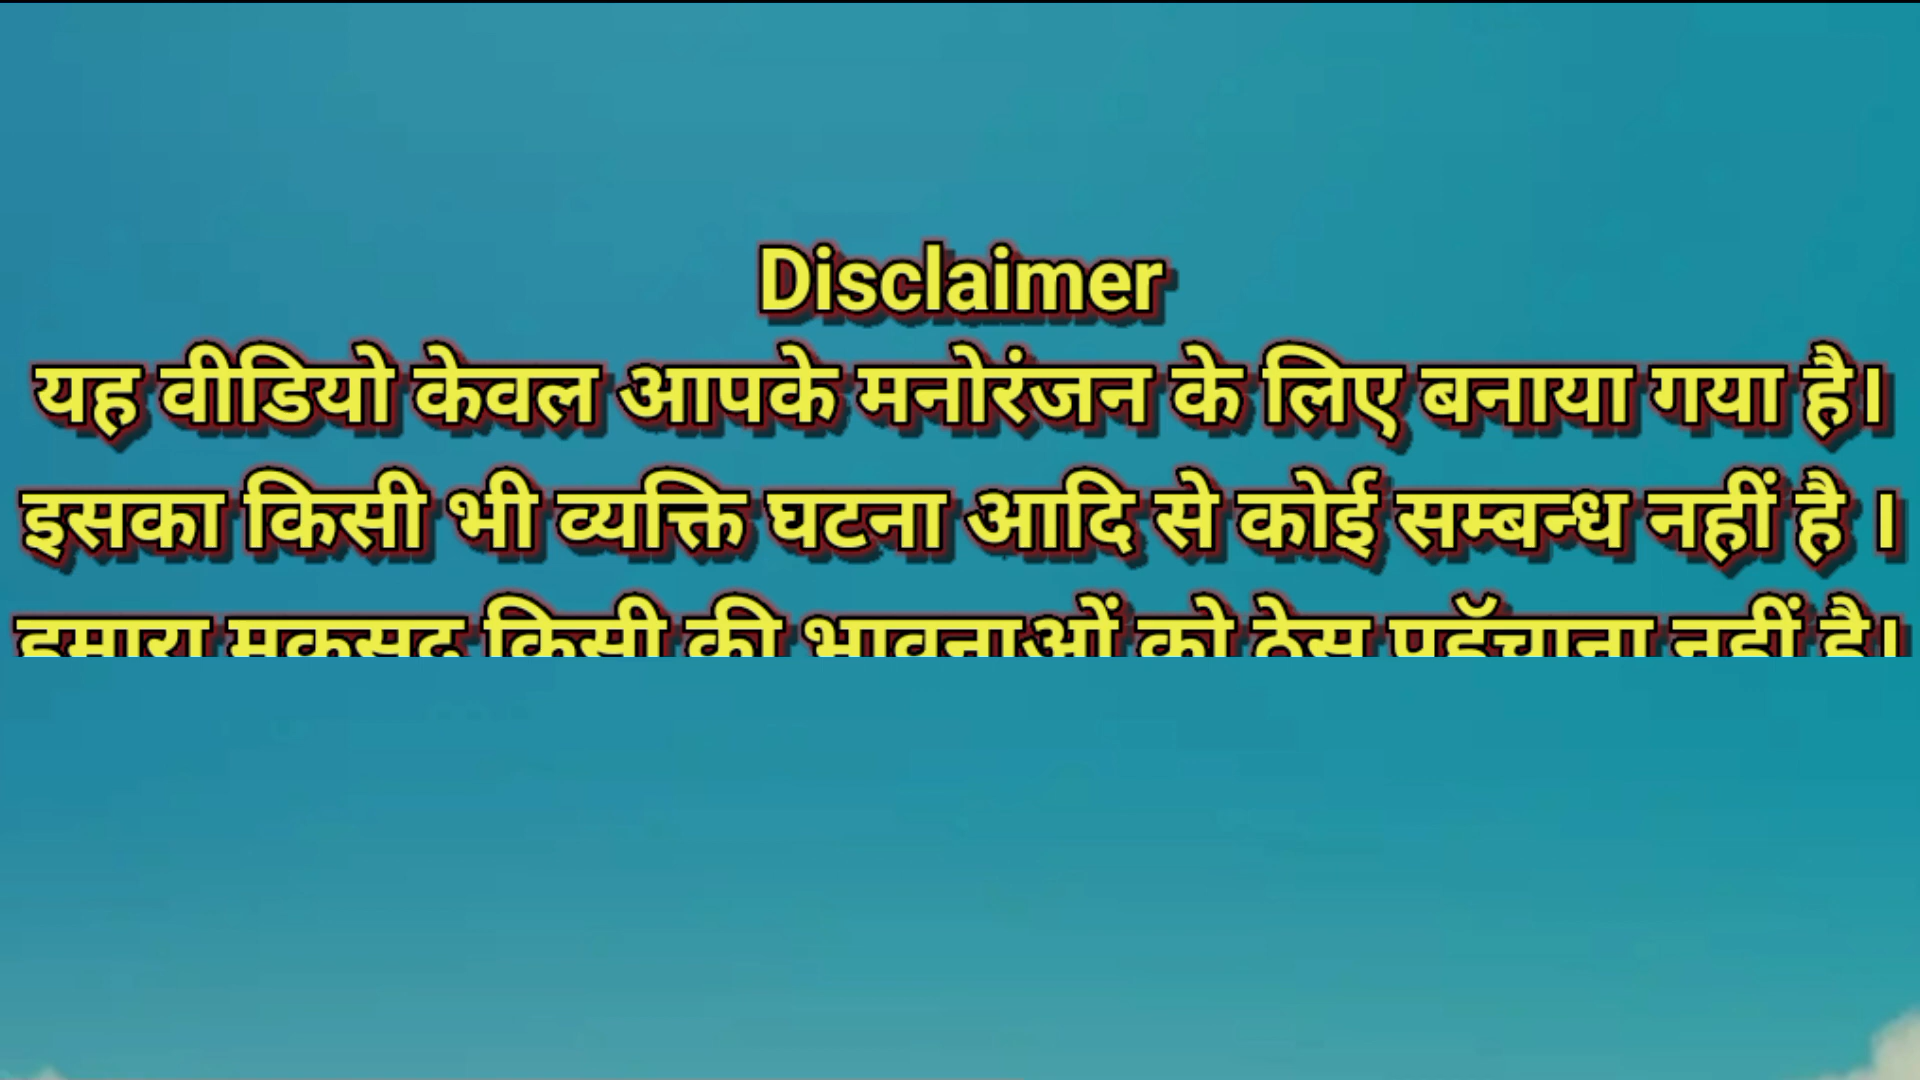 Disclaimer
यह वीडियो केवल आपके मनोरंजन के लिए बनाया गया है।
इसका किसी भी व्यक्ति घटना आदि से कोई सम्बन्ध नहीं है ।
हमारा मकसद किसी की भावनाओं को ठेस पहॅचाना नहीं है।